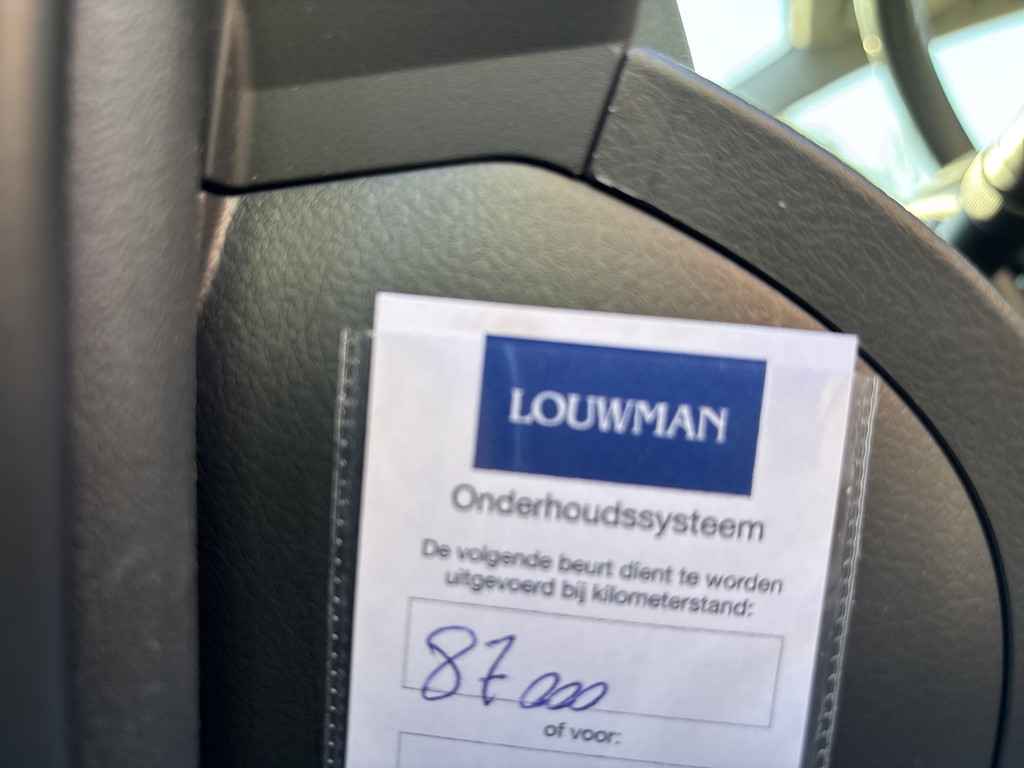 LOUWMAN
Onderhoudssysteem
De volgende beurt dient te worden
uitgevoerd bij kilometerstand:
87000
of voor: